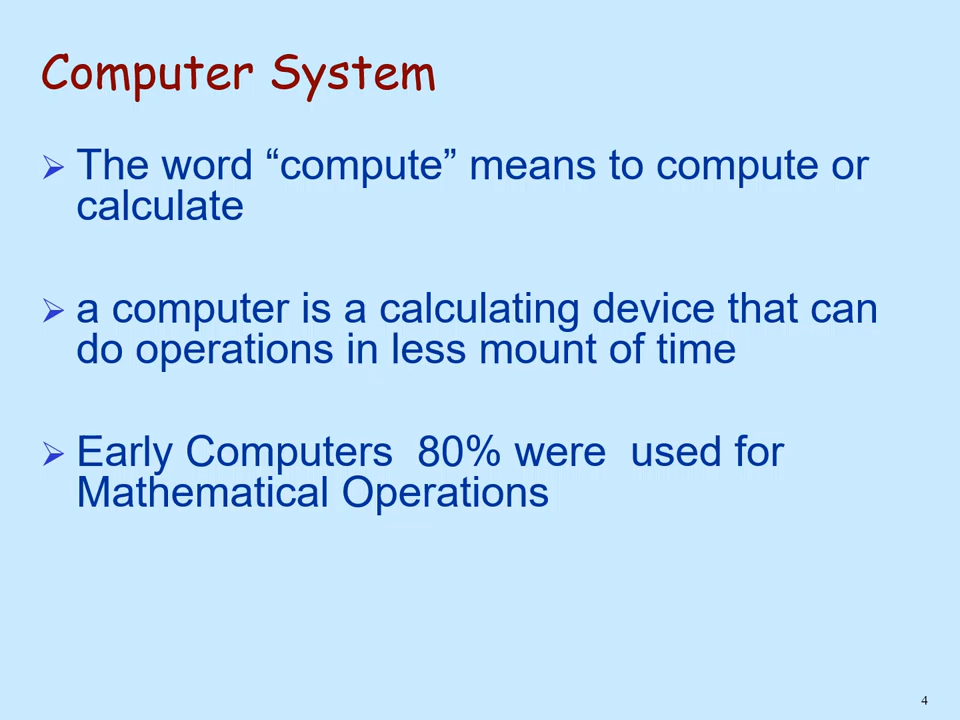 Computer System
➢ The word “compute” means to compute or
calculate
➢ a computer is a calculating device that can
do operations in less mount of time
➢ Early Computers  80% were  used for
Mathematical Operations
4